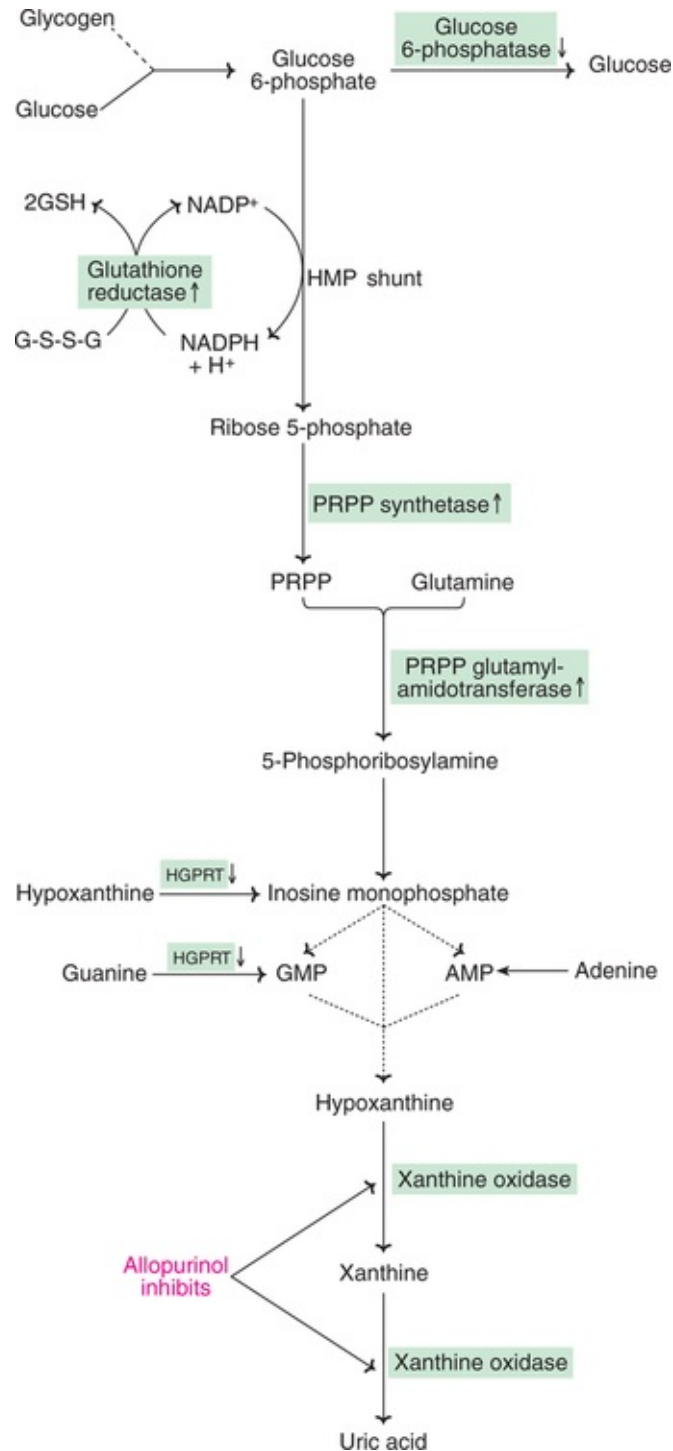 Glycogen
Glucose
6-phosphatase↓
Glucose
6-phosphate
Glucose
Glucose
2GSH
NADP+
Glutathione
reductase↑
HMP shunt
G-S-S-G
NADPH
+ H+
Ribose 5-phosphate
PRPP synthetase↑
PRPP
Glutamine
PRPP glutamyl-
amidotransferase↑
5-Phosphoribosylamine
HGPRT↓
Hypoxanthine
Inosine monophosphate
HGPRT↓
Guanine
GMP
AMP
Adenine
Hypoxanthine
Xanthine oxidase
Allopurinol
inhibits
Xanthine
Xanthine oxidase
Uric acid